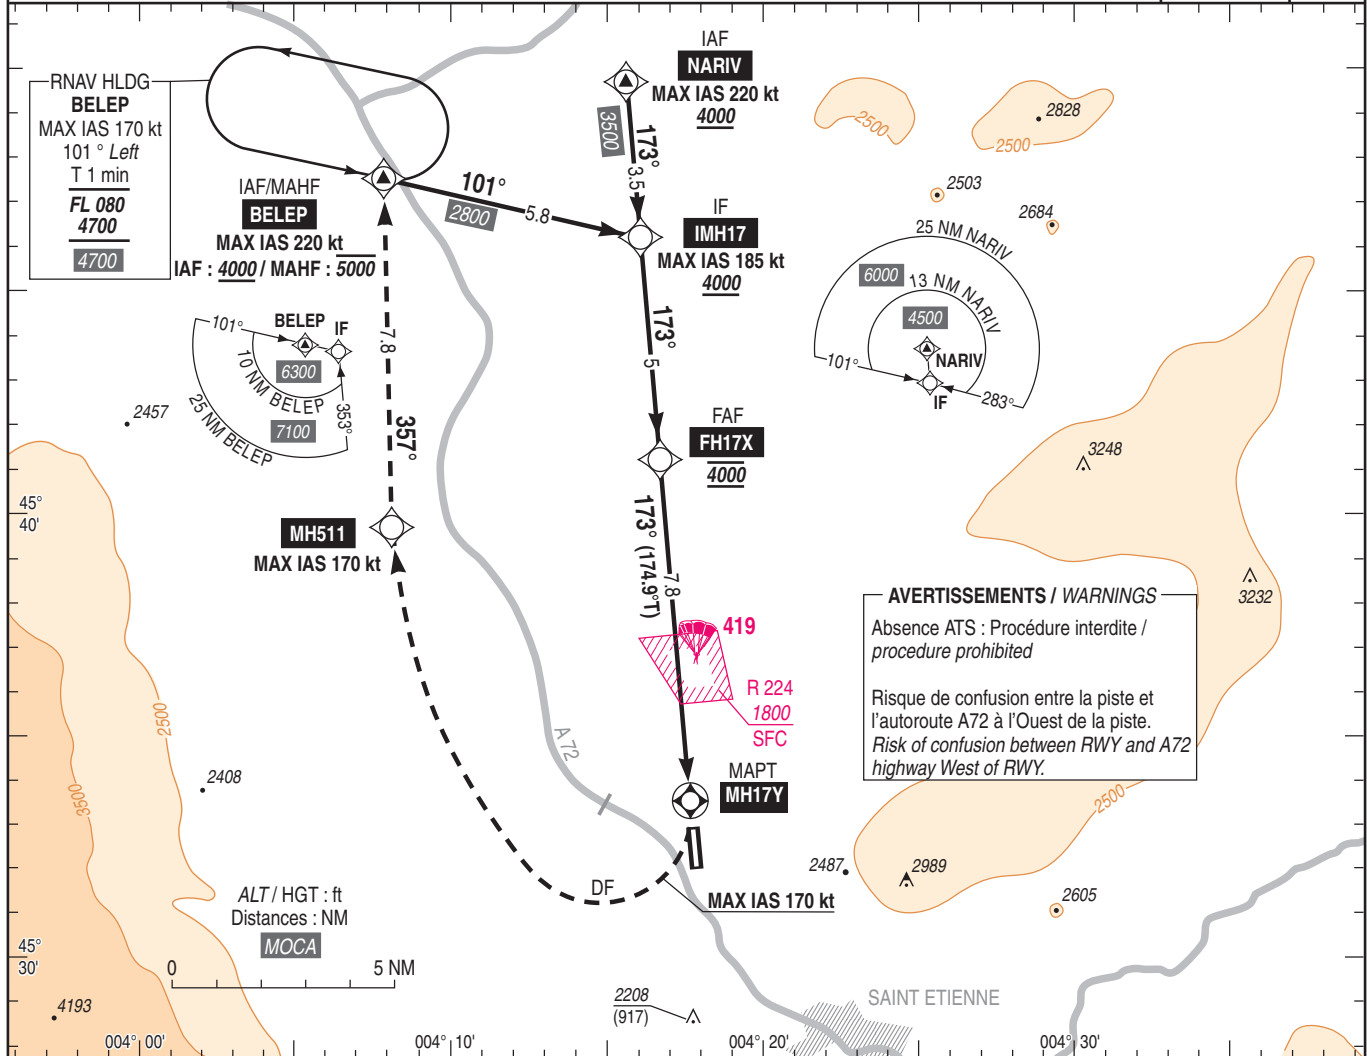 RNAV HLDG
BELEP
MAX IAS 170 kt
101 ° Left
T 1 min
FL 080
4700
4700
IAF/MAHF
BELEP
MAX IAS 220 kt
IAF : 4000 / MAHF : 5000
101°
2800
5.8
IAF
NARIV
MAX IAS 220 kt
4000
3500
173°
3.5
IF
IMH17
MAX IAS 185 kt
4000
173°
5
FAF
FH17X
4000
173° (174.9°T)
7.8
419
R 224
1800
SFC
MAPT
MH17Y
MAX IAS 170 kt
DF
MH511
MAX IAS 170 kt
357°
7.8
101°
BELEP
IF
6300
10 NM BELEP
7100
25 NM BELEP
353°
25 NM NARIV
6000
13 NM NARIV
4500
NARIV
IF
101°
283°
2500
2828
2500
2503
2684
2457
3248
3232
AVERTISSEMENTS / WARNINGS
Absence ATS : Procédure interdite /
procedure prohibited
Risque de confusion entre la piste et
l'autoroute A72 à l'Ouest de la piste.
Risk of confusion between RWY and A72
highway West of RWY.
2500
45°
40'
2500
3500
2408
A 72
2487
2989
2605
ALT / HGT : ft
Distances : NM
MOCA
0
5 NM
45°
30'
4193
2208
(917)
SAINT ETIENNE
004° 00'
004° 10'
004° 20'
004° 30'